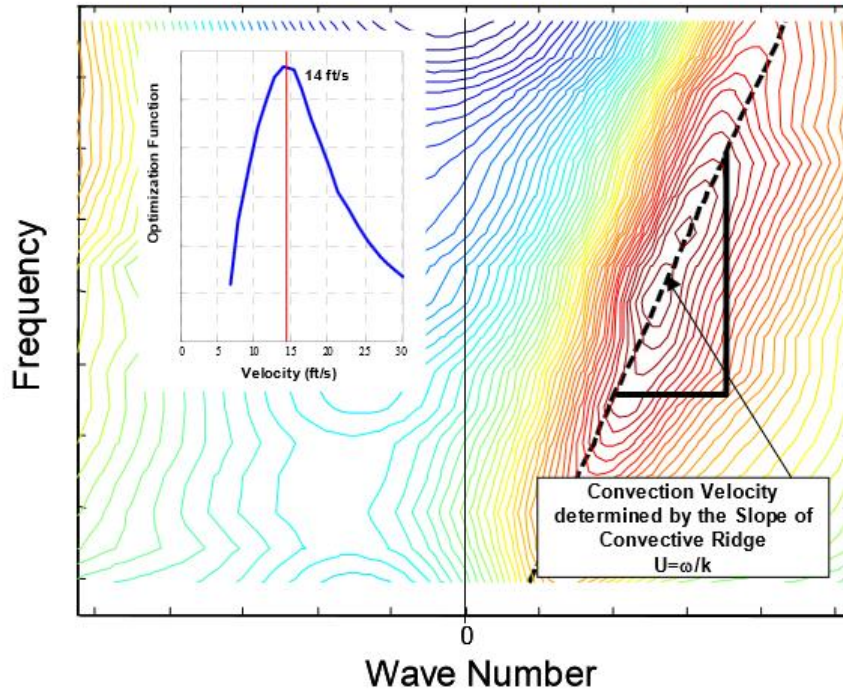 14 ft/s
Optimization Function
0 5 10 15 20 25 30
Velocity (ft/s)
Frequency
Convection Velocity
determined by the Slope of
Convective Ridge
U=ω/k
0
Wave Number